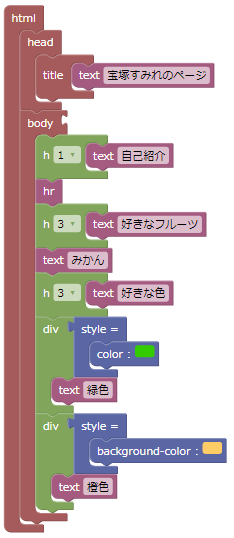 html
head
title text 宝塚すみれのページ
body
h 1 text 自己紹介
hr
h 3 text 好きなフルーツ
text みかん
h 3 text 好きな色
div style =
color :
text 緑色
div style =
background-color :
text 橙色